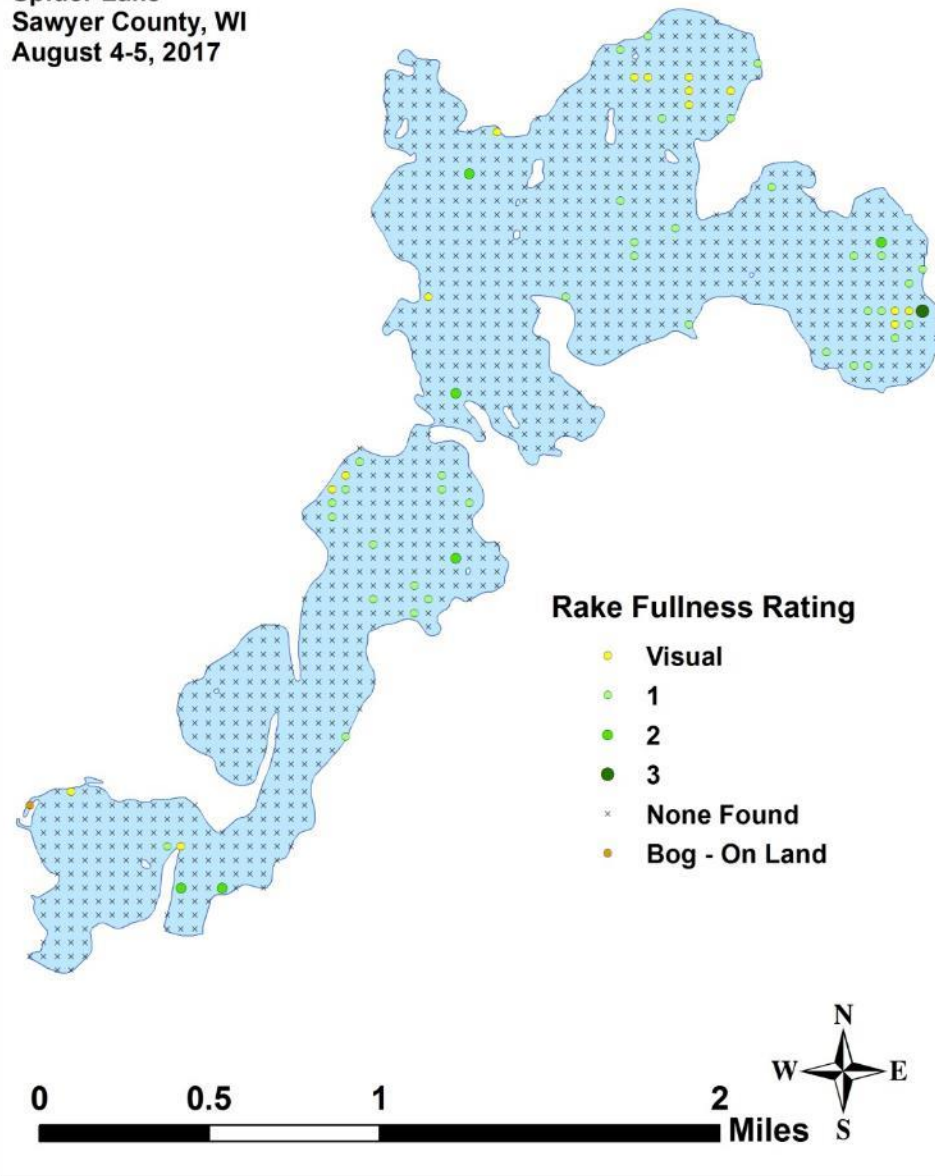 Sawyer County, WI
August 4-5, 2017
Rake Fullness Rating
Visual
1
2
3
None Found
Bog - On Land
N
W E
S
0 0.5 1 2
Miles